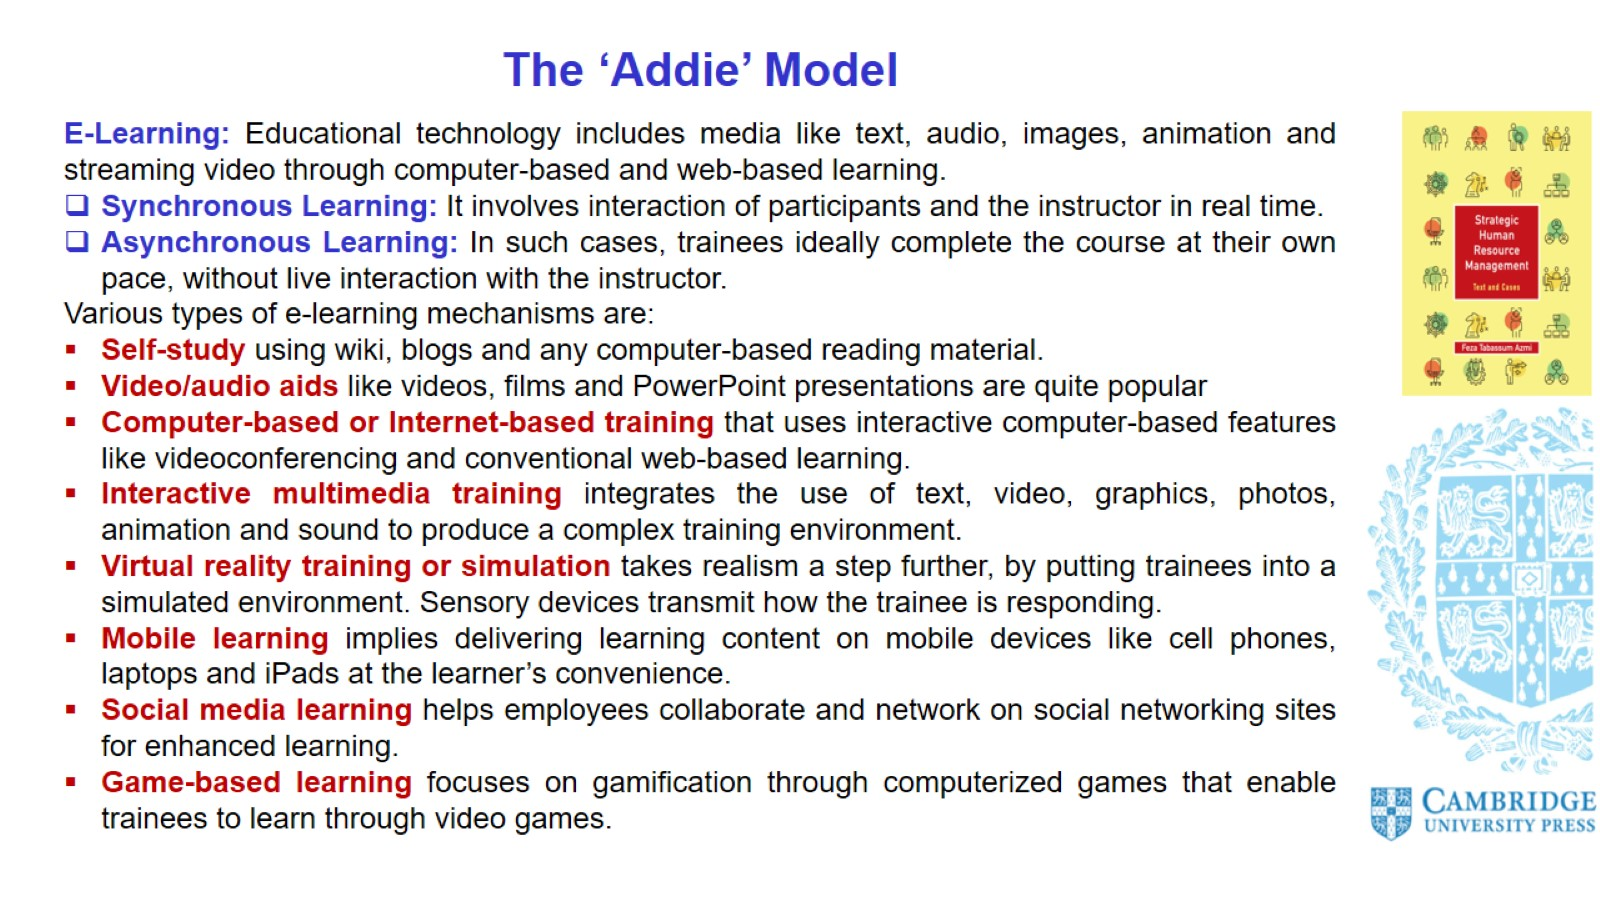 The ‘Addie’ Model
E-Learning: Educational technology includes media like text, audio, images, animation and
streaming video through computer-based and web-based learning.
❑ Synchronous Learning: It involves interaction of participants and the instructor in real time.
❑ Asynchronous Learning: In such cases, trainees ideally complete the course at their own
pace, without live interaction with the instructor.
Various types of e-learning mechanisms are:
▪ Self-study using wiki, blogs and any computer-based reading material.
▪ Video/audio aids like videos, films and PowerPoint presentations are quite popular
▪ Computer-based or Internet-based training that uses interactive computer-based features
like videoconferencing and conventional web-based learning.
▪ Interactive multimedia training integrates the use of text, video, graphics, photos,
animation and sound to produce a complex training environment.
▪ Virtual reality training or simulation takes realism a step further, by putting trainees into a
simulated environment. Sensory devices transmit how the trainee is responding.
▪ Mobile learning implies delivering learning content on mobile devices like cell phones,
laptops and iPads at the learner’s convenience.
▪ Social media learning helps employees collaborate and network on social networking sites
for enhanced learning.
▪ Game-based learning focuses on gamification through computerized games that enable
trainees to learn through video games.
Strategic
Human
Resource
Management
Text and Cases
Feza Tabassum Azmi
CAMBRIDGE
UNIVERSITY PRESS